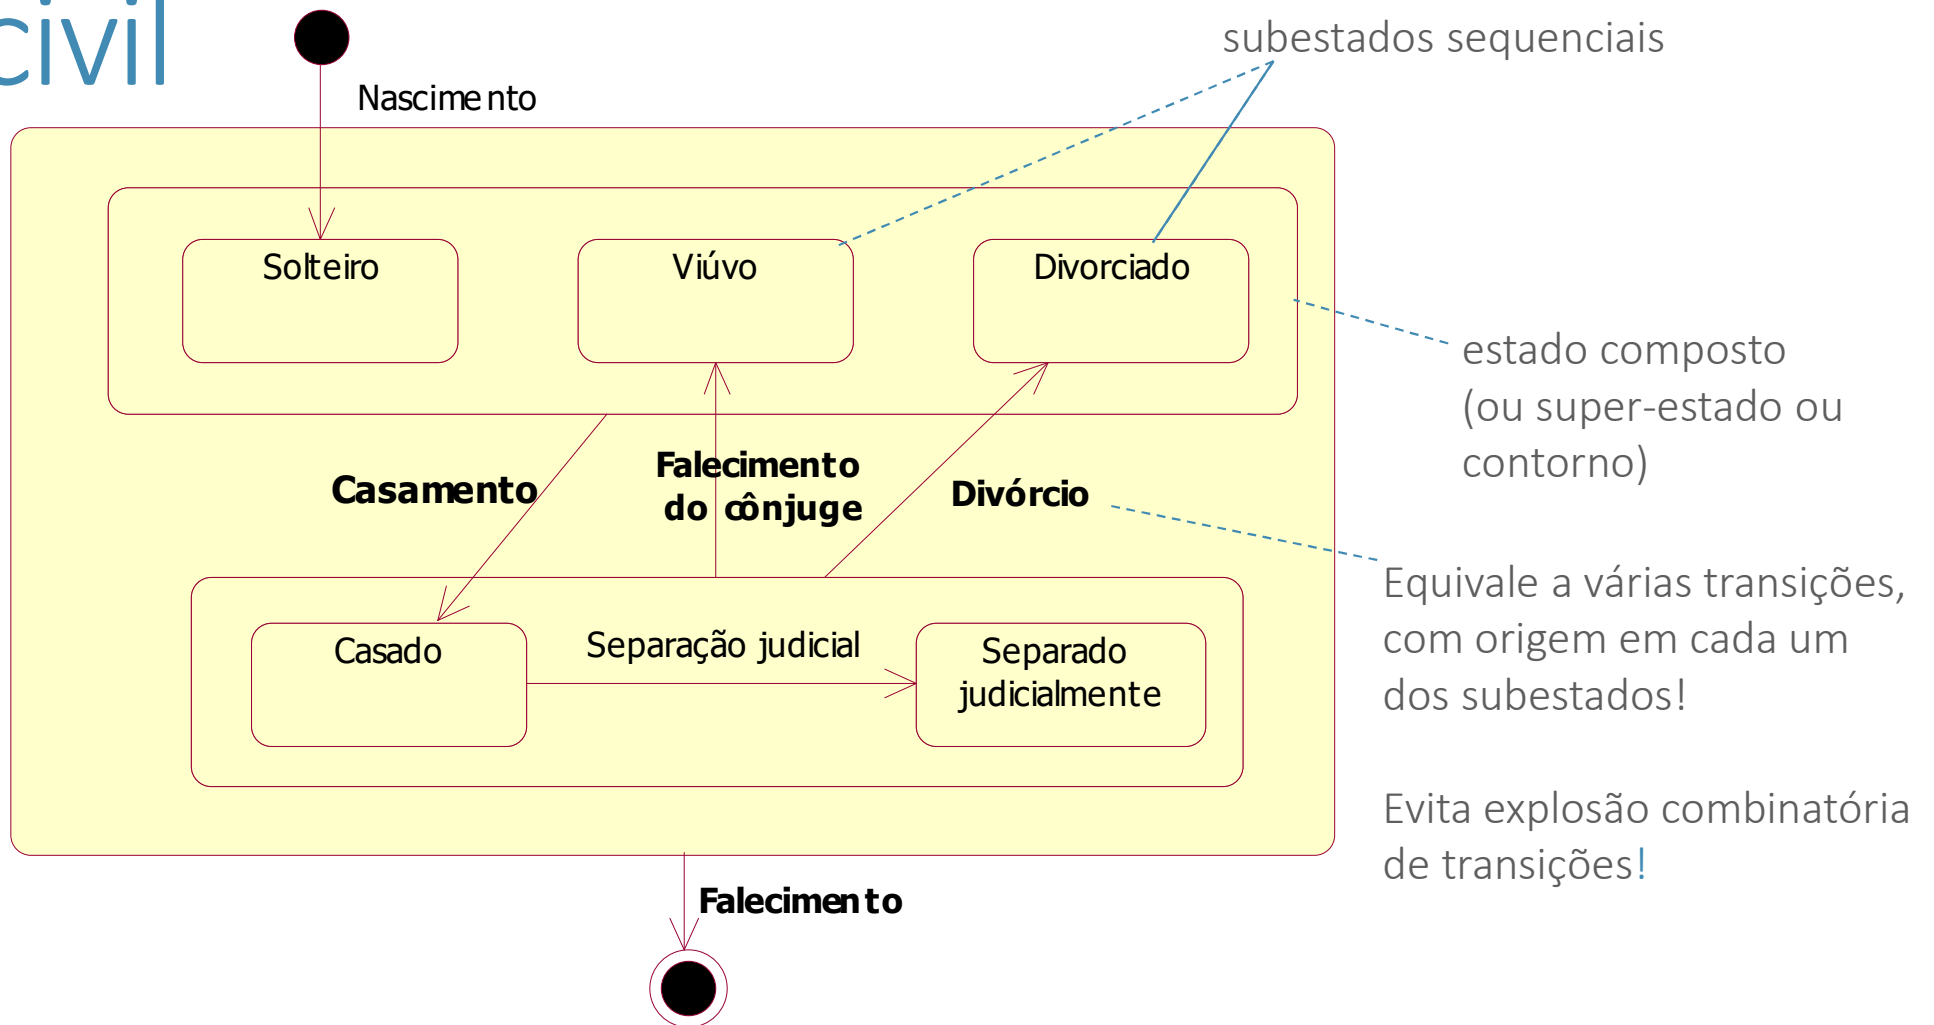 civil
subestados sequenciais
Nascimento
Solteiro
Viúvo
Divorciado
estado composto
(ou super-estado ou
contorno)
Casamento
Falecimento
do cônjuge
Divórcio
Equivale a várias transições,
com origem em cada um
dos subestados!
Casado
Separação judicial
Separado
judicialmente
Evita explosão combinatória
de transições!
Falecimento